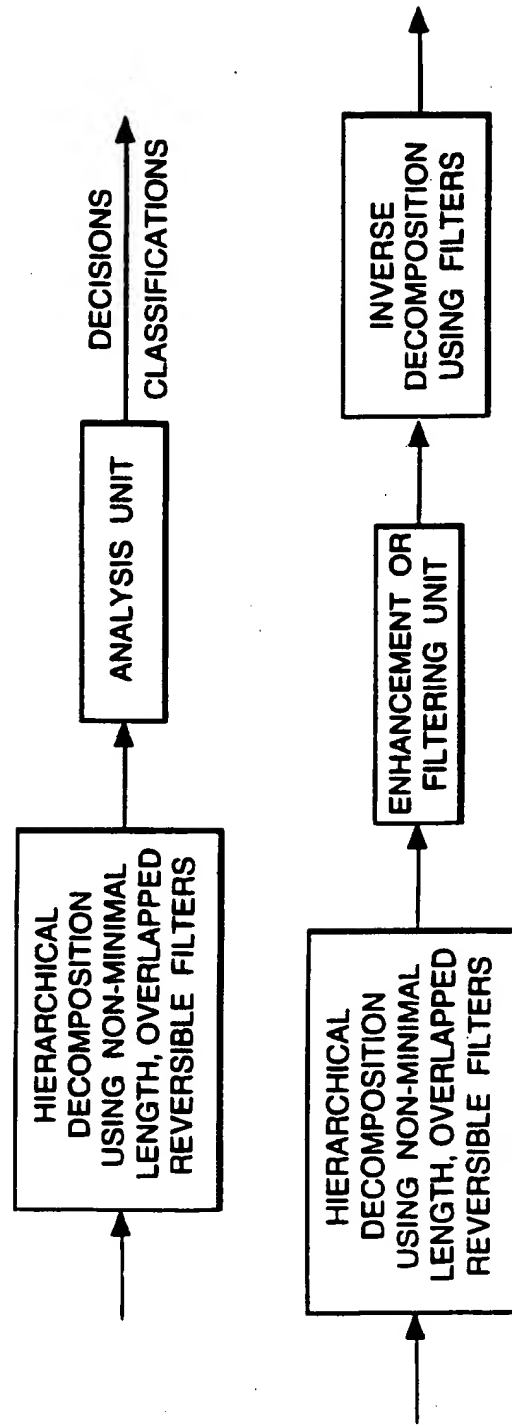 HIERARCHICAL
DECOMPOSITION
USING NON-MINIMAL
LENGTH, OVERLAPPED
REVERSIBLE FILTERS
ANALYSIS UNIT
DECISIONS
CLASSIFICATIONS
HIERARCHICAL
DECOMPOSITION
USING NON-MINIMAL
LENGTH, OVERLAPPED
REVERSIBLE FILTERS
ENHANCEMENT OR
FILTERING UNIT
INVERSE
DECOMPOSITION
USING FILTERS